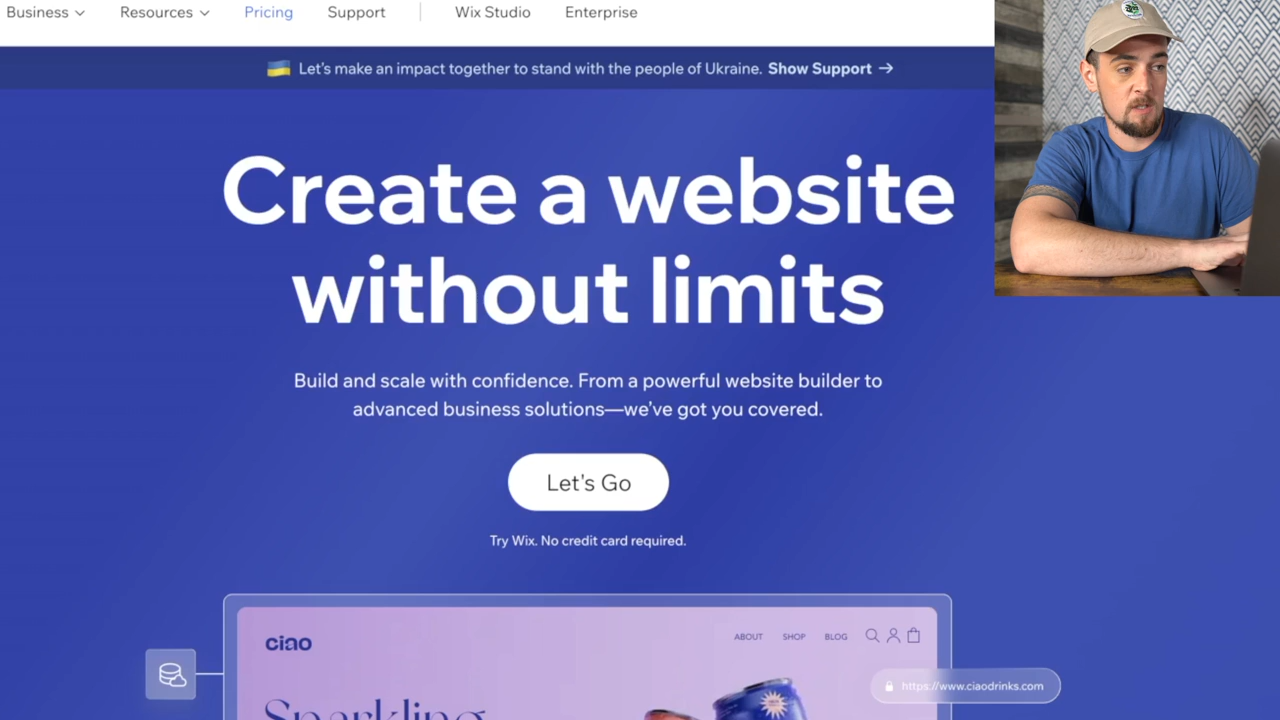 Business Resources Pricing Support Wix Studio Enterprise
Let's make an impact together to stand with the people of Ukraine. Show Support →
Create a website
without limits
Build and scale with confidence. From a powerful website builder to
advanced business solutions—we've got you covered.
Let's Go
Try Wix. No credit card required.
ciao ABOUT SHOP BLOG
https://www.ciaodrinks.com
Sparkling